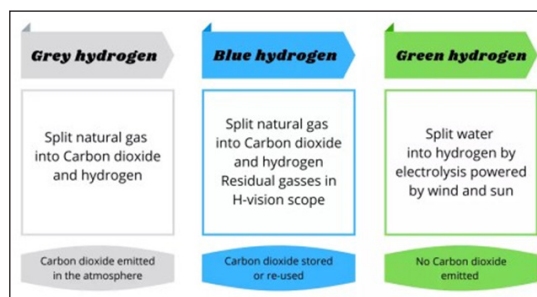 Grey hydrogen
Blue hydrogen
Green hydrogen
Split natural gas
into Carbon dioxide
and hydrogen
Split natural gas
into Carbon dioxide
and hydrogen
Residual gasses in
H-vision scope
Split water
into hydrogen by
electrolysis powered
by wind and sun
Carbon dioxide emitted
in the atmosphere
Carbon dioxide stored
or re-used
No Carbon dioxide
emitted